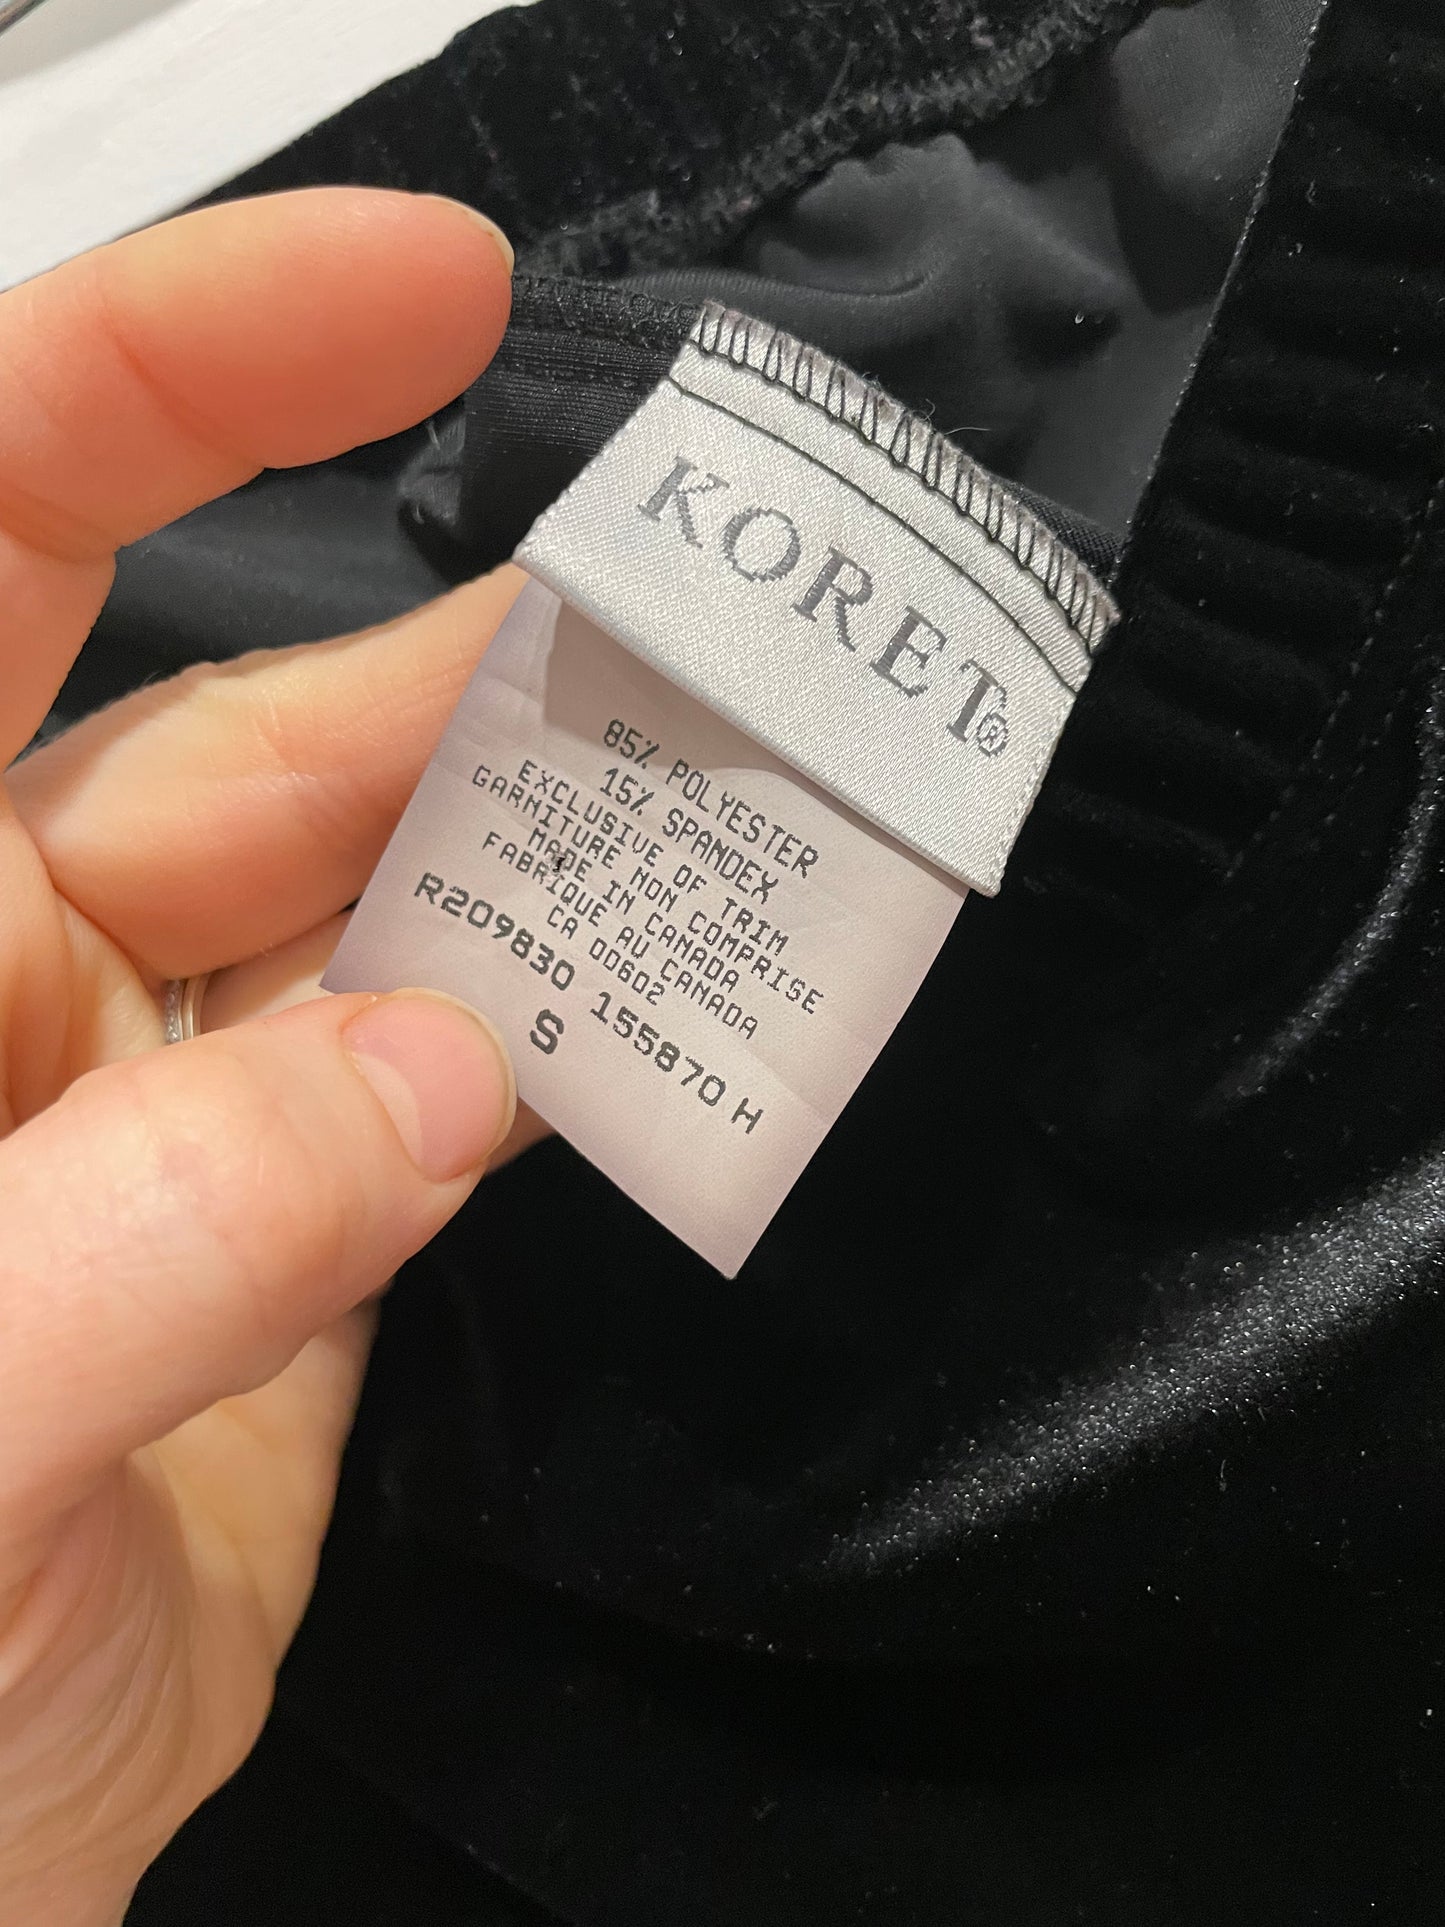 KORET®
85% POLYESTER
15% SPANDEX
EXCLUSIVE OF TRIM
GARNITURE NON COMPRISE
MADE IN CANADA
FABRIQUE AU CANADA
CA 00602
R209830 155870 H
S